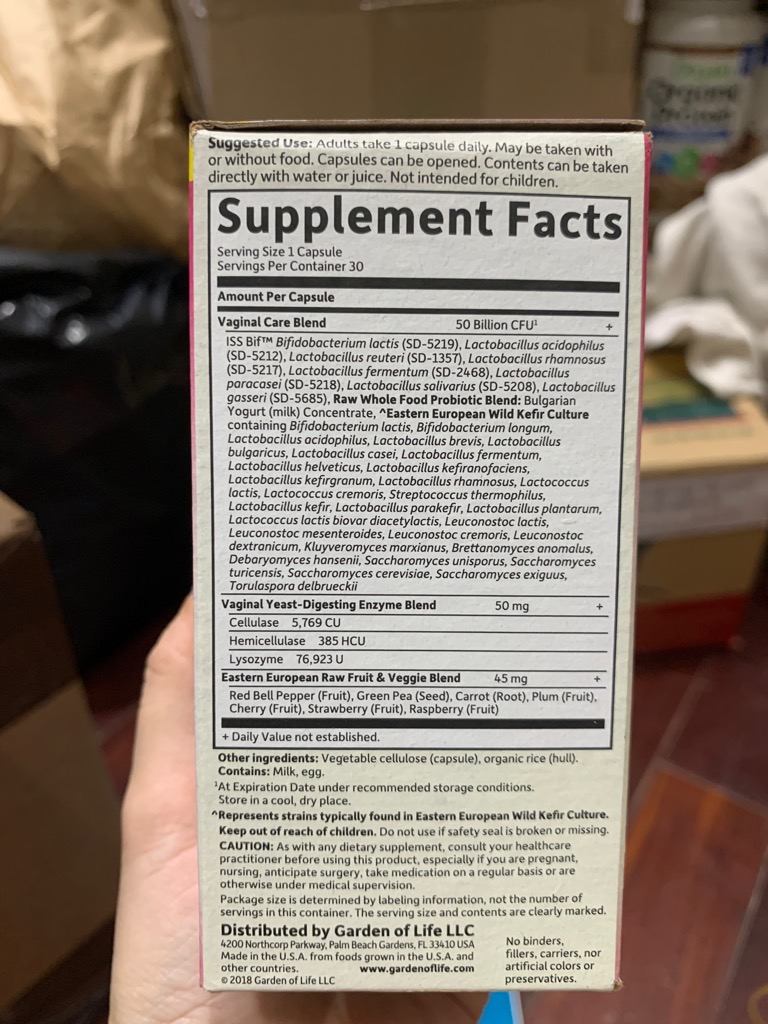 Suggested Use: Adults take 1 capsule daily. May be taken with
or without food. Capsules can be opened. Contents can be taken
directly with water or juice. Not intended for children.
Supplement Facts
Serving Size 1 Capsule
Servings Per Container 30
Amount Per Capsule
Vaginal Care Blend 50 Billion CFU¹ +
ISS Bif™ Bifidobacterium lactis (SD-5219), Lactobacillus acidophilus
(SD-5212), Lactobacillus reuteri (SD-1357), Lactobacillus rhamnosus
(SD-5217), Lactobacillus fermentum (SD-2468), Lactobacillus
paracasei (SD-5218), Lactobacillus salivarius (SD-5208), Lactobacillus
gasseri (SD-5685), Raw Whole Food Probiotic Blend: Bulgarian
Yogurt (milk) Concentrate, ^Eastern European Wild Kefir Culture
containing Bifidobacterium lactis, Bifidobacterium longum,
Lactobacillus acidophilus, Lactobacillus brevis, Lactobacillus
bulgaricus, Lactobacillus casei, Lactobacillus fermentum,
Lactobacillus helveticus, Lactobacillus kefiranofaciens,
Lactobacillus kefirgranum, Lactobacillus rhamnosus, Lactococcus
lactis, Lactococcus cremoris, Streptococcus thermophilus,
Lactobacillus kefir, Lactobacillus parakefir, Lactobacillus plantarum,
Lactococcus lactis biovar diacetylactis, Leuconostoc lactis,
Leuconostoc mesenteroides, Leuconostoc cremoris, Leuconostoc
dextranicum, Kluyveromyces marxianus, Brettanomyces anomalus,
Debaryomyces hansenii, Saccharomyces unisporus, Saccharomyces
turicensis, Saccharomyces cerevisiae, Saccharomyces exiguus,
Torulaspora delbrueckii
Vaginal Yeast-Digesting Enzyme Blend 50 mg +
Cellulase 5,769 CU
Hemicellulase 385 HCU
Lysozyme 76,923 U
Eastern European Raw Fruit & Veggie Blend 45 mg +
Red Bell Pepper (Fruit), Green Pea (Seed), Carrot (Root), Plum (Fruit),
Cherry (Fruit), Strawberry (Fruit), Raspberry (Fruit)
+ Daily Value not established.
Other ingredients: Vegetable cellulose (capsule), organic rice (hull).
Contains: Milk, egg.
¹At Expiration Date under recommended storage conditions.
Store in a cool, dry place.
^Represents strains typically found in Eastern European Wild Kefir Culture.
Keep out of reach of children. Do not use if safety seal is broken or missing.
CAUTION: As with any dietary supplement, consult your healthcare
practitioner before using this product, especially if you are pregnant,
nursing, anticipate surgery, take medication on a regular basis or are
otherwise under medical supervision.
Package size is determined by labeling information, not the number of
servings in this container. The serving size and contents are clearly marked.
Distributed by Garden of Life LLC
4200 Northcorp Parkway, Palm Beach Gardens, FL 33410 USA
Made in the U.S.A. from foods grown in the U.S.A. and
other countries. www.gardenoflife.com
© 2018 Garden of Life LLC
No binders,
fillers, carriers, nor
artificial colors or
preservatives.